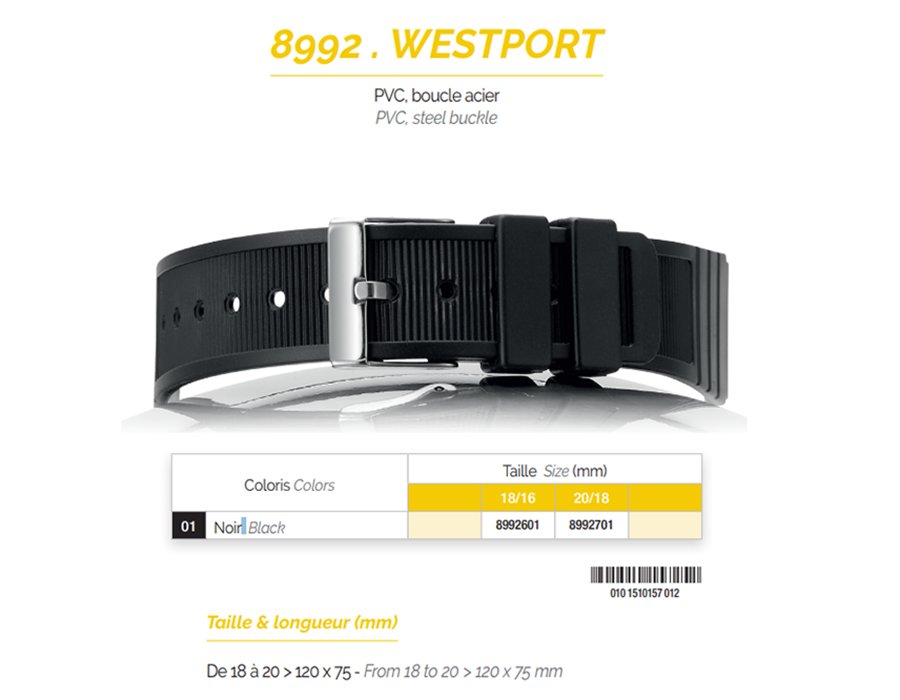 8992 . WESTPORT
PVC, boucle acier
PVC, steel buckle
Coloris Colors
Taille Size (mm)
18/16 20/18
01 Noir Black 8992601 8992701
010 1510157 012
Taille & longueur (mm)
De 18 à 20 > 120 x 75 - From 18 to 20 > 120 x 75 mm